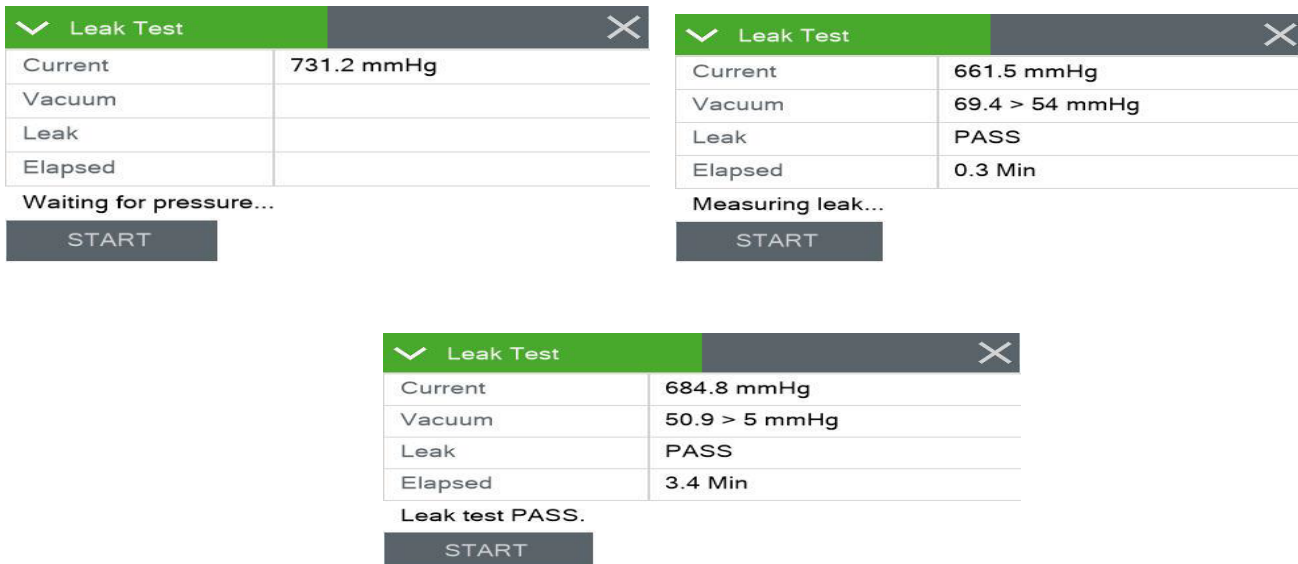 Leak Test
Current 731.2 mmHg
Vacuum
Leak
Elapsed
Waiting for pressure...
START
Leak Test
Current 661.5 mmHg
Vacuum 69.4 > 54 mmHg
Leak PASS
Elapsed 0.3 Min
Measuring leak...
START
Leak Test
Current 684.8 mmHg
Vacuum 50.9 > 5 mmHg
Leak PASS
Elapsed 3.4 Min
Leak test PASS.
START